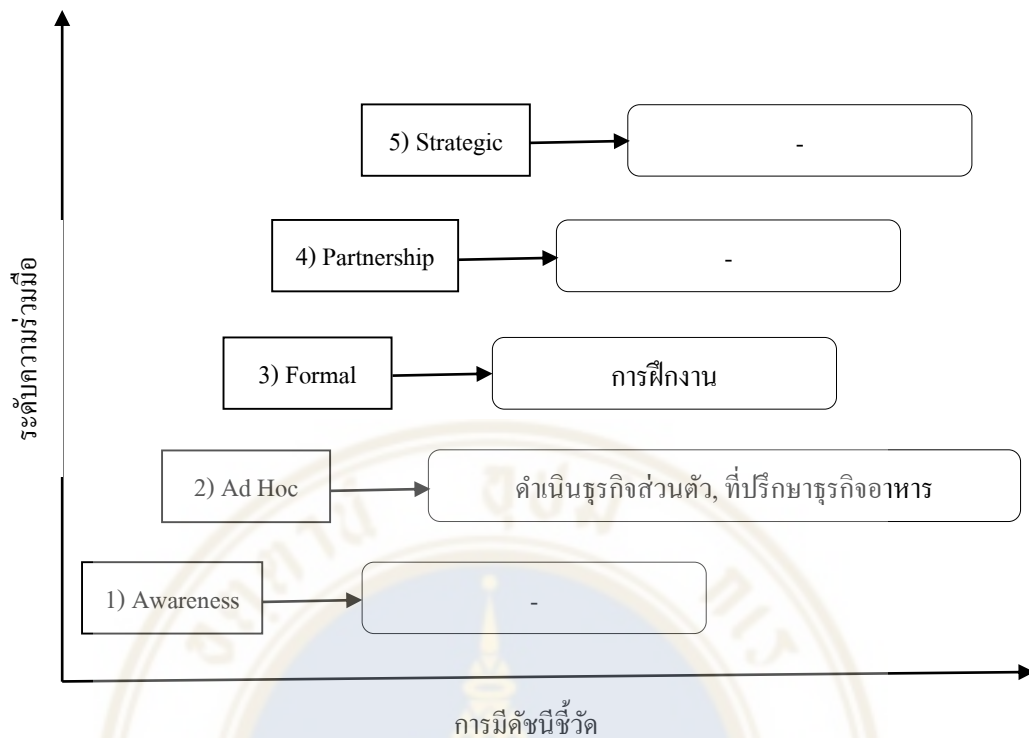 5) Strategic
-
4) Partnership
-
3) Formal
การฝึกงาน
2) Ad Hoc
ดำเนินธุรกิจส่วนตัว, ที่ปรึกษาธุรกิจอาหาร
1) Awareness
-
ระดับความร่วมมือ
การมีดัชนีชี้วัด